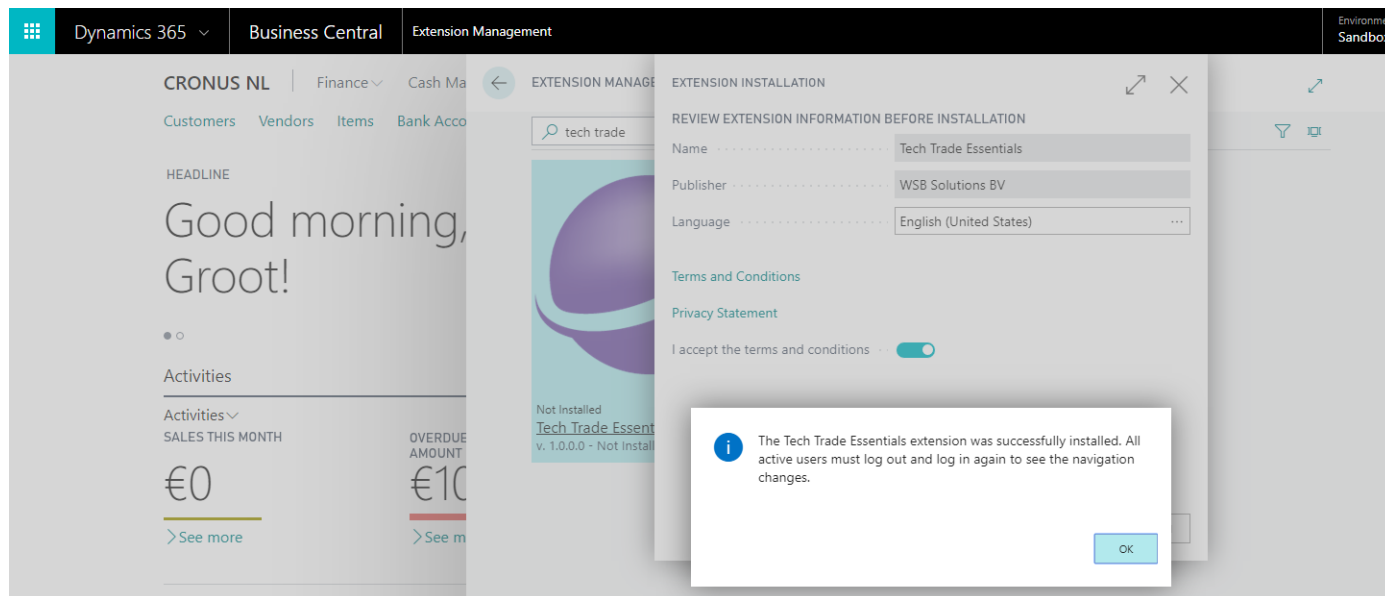 Dynamics 365
Business Central
Extension Management
Sandbox
CRONUS NL
Finance
Cash Ma
Customers
Vendors
Items
Bank Acco
HEADLINE
Good morning,
Groot!
Activities
Activities
SALES THIS MONTH
OVERDUE
AMOUNT
€0
€10
>See more
>See m
EXTENSION MANAGE
tech trade
Not Installed
Tech Trade Essent
v. 1.0.0.0 - Not Install
EXTENSION INSTALLATION
REVIEW EXTENSION INFORMATION BEFORE INSTALLATION
Name
Tech Trade Essentials
Publisher
WSB Solutions BV
Language
English (United States)
Terms and Conditions
Privacy Statement
I accept the terms and conditions
The Tech Trade Essentials extension was successfully installed. All
active users must log out and log in again to see the navigation
changes.
OK